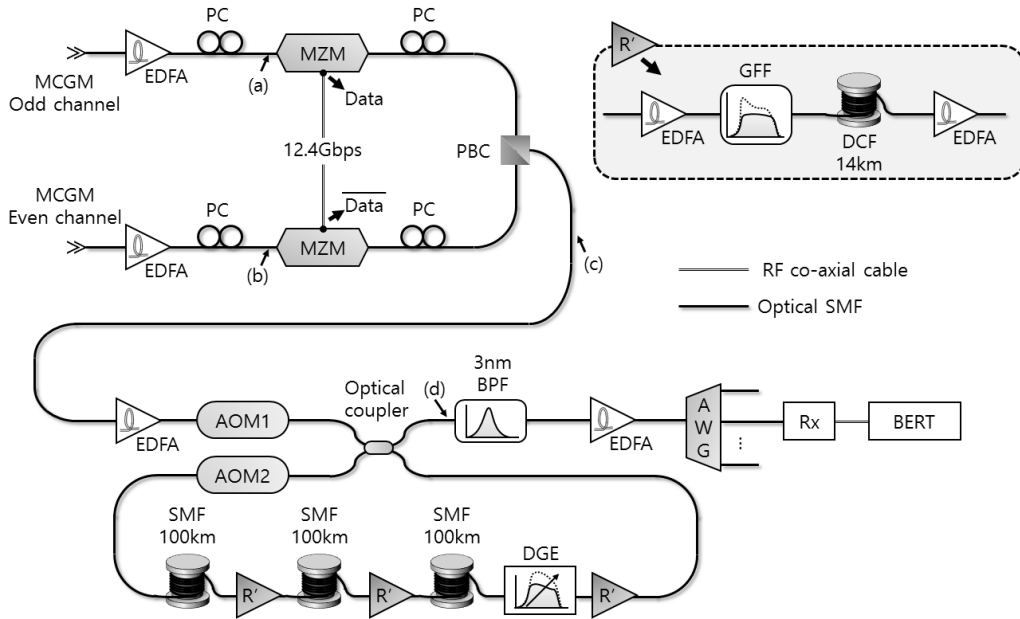 PC
PC
MCGM
Odd channel
EDFA
MZM
(a)
Data
12.4Gbps
PBC
MCGM
Even channel
PC
PC
Data
EDFA
MZM
(b)
(c)
R’
GFF
EDFA
DCF
14km
EDFA
RF co-axial cable
Optical SMF
EDFA
AOM1
AOM2
Optical
coupler
(d)
3nm
BPF
EDFA
A
W
G
⋮
Rx
BERT
SMF
100km
SMF
100km
SMF
100km
DGE
R’
R’
R’